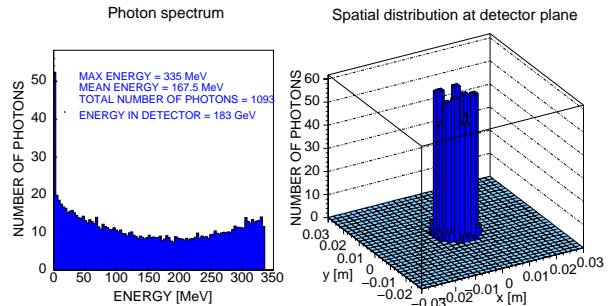 Photon spectrum
Spatial distribution at detector plane
NUMBER OF PHOTONS
50
40
30
20
10
0
MAX ENERGY = 335 MeV
MEAN ENERGY = 167.5 MeV
TOTAL NUMBER OF PHOTONS = 1093
ENERGY IN DETECTOR = 183 GeV
0 50 100 150 200 250 300 350
ENERGY [MeV]
NUMBER OF PHOTONS
60
50
40
30
20
10
0
0.03
0.02
0.01
0
−0.01
−0.02
−0.03
y [m]
−0.02
−0.01
0
0.01
0.02
0.03
x [m]